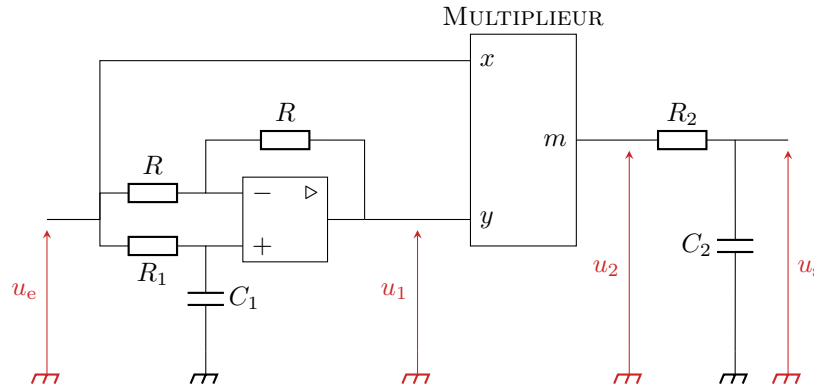 MULTIPLIEUR
x
R
R
−
+
R₁
C₁
uₑ
u₁
y
m
R₂
u₂
C₂